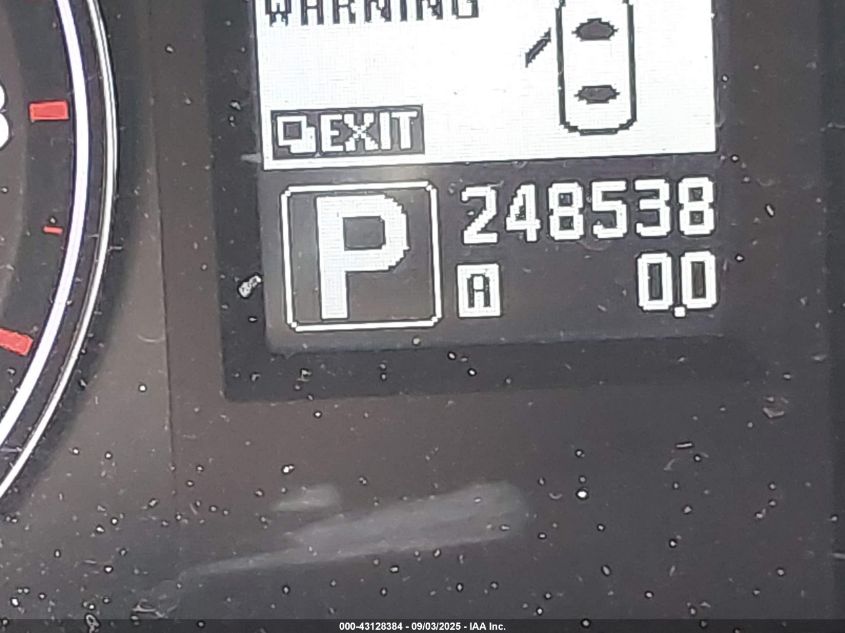 WARNING
EXIT
P 248538
A 0.0
000-43128384 - 09/03/2025 - IAA Inc.